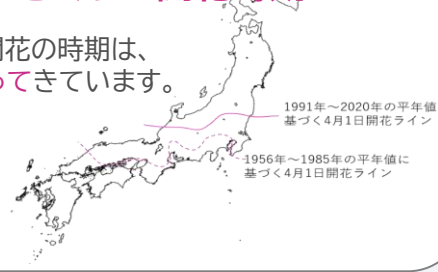 開花の時期は、
ってきています。
1991年～2020年の平年値
基づく4月1日開花ライン
1956年～1985年の平年値に
基づく4月1日開花ライン